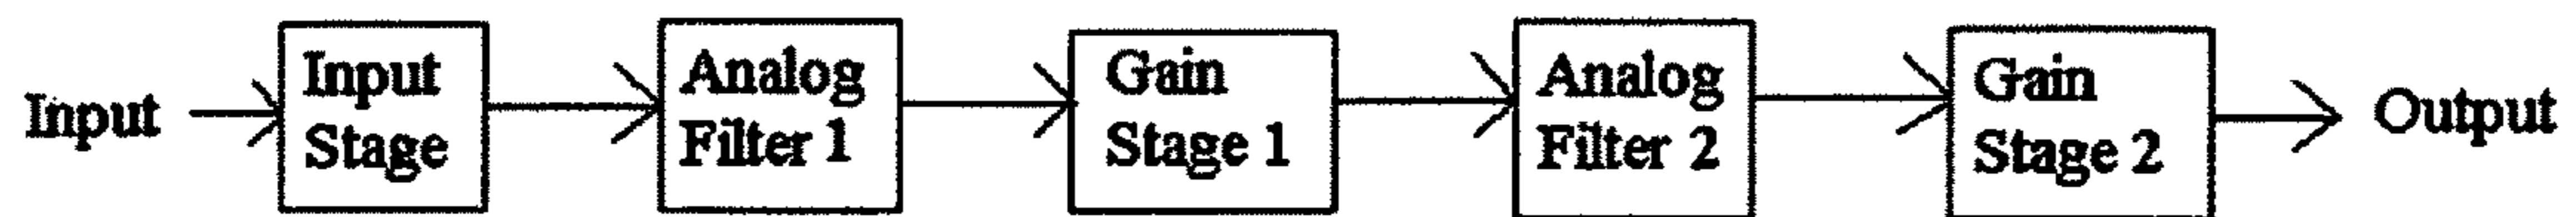 Input
Input
Stage
Analog
Filter 1
Gain
Stage 1
Analog
Filter 2
Gain
Stage 2
Output